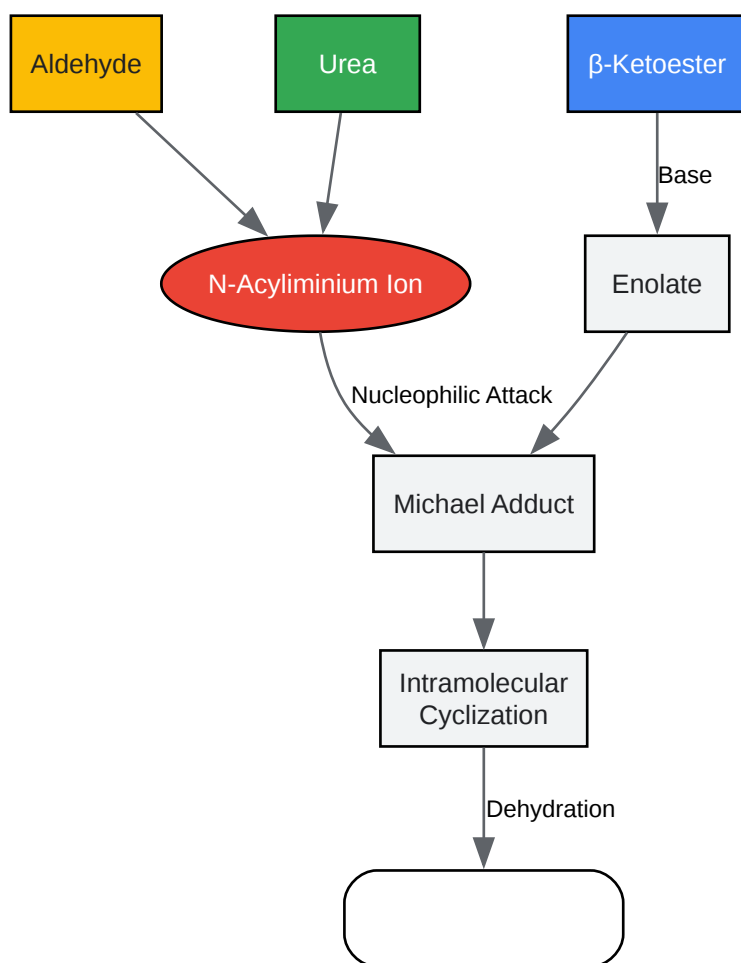 Aldehyde
Urea
β-Ketoester
Base
N-Acyliminium Ion
Enolate
Nucleophilic Attack
Michael Adduct
Intramolecular
Cyclization
Dehydration